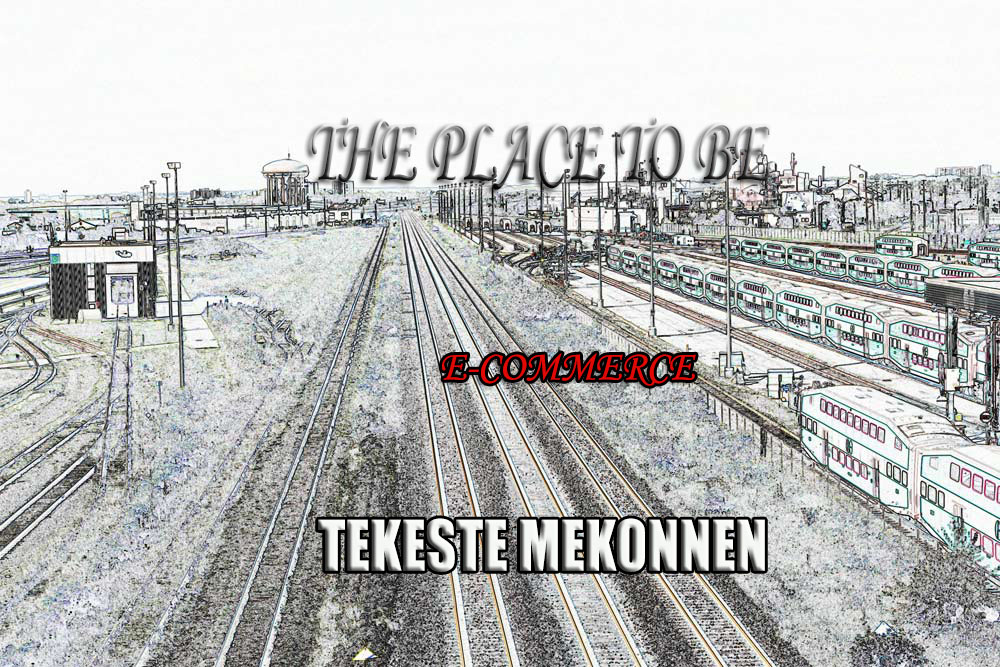 THE PLACE TO BE
E-COMMERCE
TEKESTE MEKONNEN